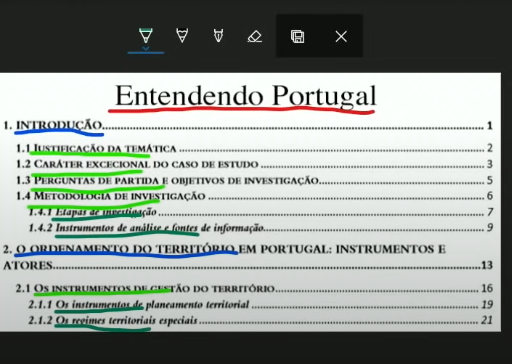 Entendendo Portugal
1. INTRODUÇÃO 1
1.1 JUSTIFICAÇÃO DA TEMÁTICA 2
1.2 CARÁTER EXCECIONAL DO CASO DE ESTUDO 3
1.3 PERGUNTAS DE PARTIDA E OBJETIVOS DE INVESTIGAÇÃO 5
1.4 METODOLOGIA DE INVESTIGAÇÃO 6
1.4.1 Etapas de investigação 7
1.4.2 Instrumentos de análise e fontes de informação 9
2. O ORDENAMENTO DO TERRITÓRIO EM PORTUGAL: INSTRUMENTOS E
ATORES 13
2.1 OS INSTRUMENTOS DE GESTÃO DO TERRITÓRIO 16
2.1.1 Os instrumentos de planeamento territorial 19
2.1.2 Os regimes territoriais especiais 21